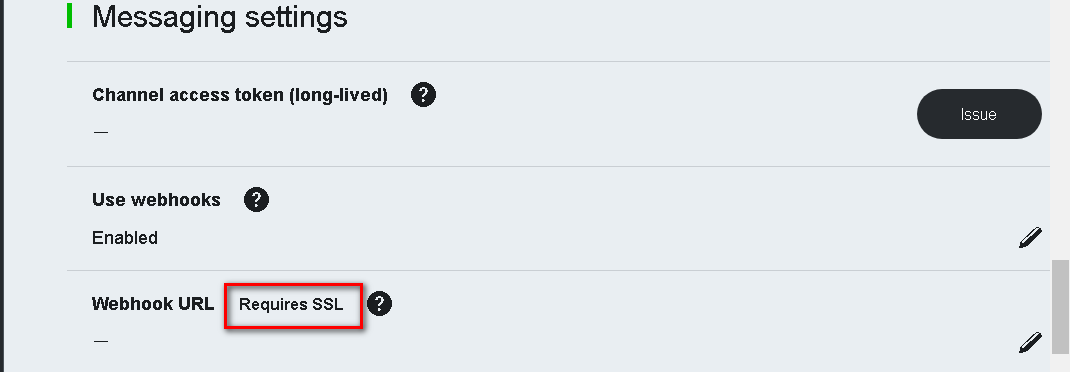 Messaging settings
Channel access token (long-lived) ?
—
Issue
Use webhooks ?
Enabled
Webhook URL Requires SSL ?
—